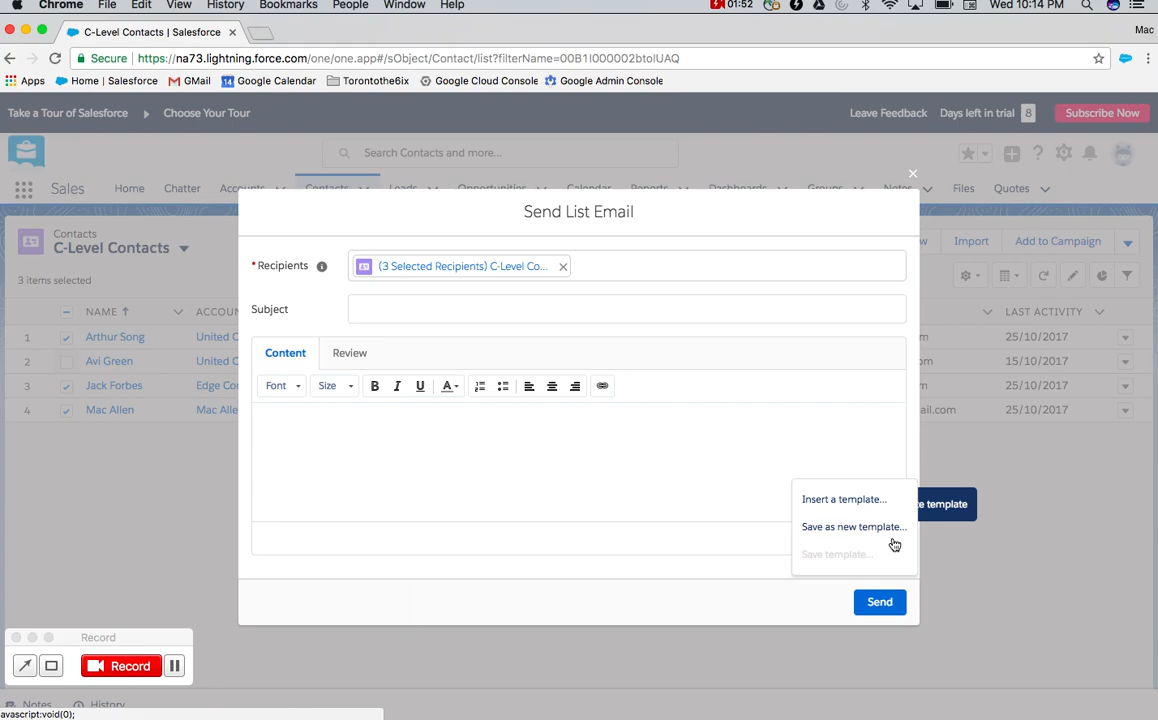 Chrome File Edit View History Bookmarks People Window Help 01:52 Wed 10:14 PM
C-Level Contacts | Salesforce Mac
Secure https://na73.lightning.force.com/one/one.app#/sObject/Contact/list?filterName=00B1I000002btolUAQ
Apps Home | Salesforce GMail 14 Google Calendar Torontothe6ix Google Cloud Console Google Admin Console
Take a Tour of Salesforce Choose Your Tour Leave Feedback Days left in trial 8 Subscribe Now
Search Contacts and more...
Sales Home Chatter Accounts Contacts Leads Opportunities Calendar Reports Dashboards Groups Notes Files Quotes
Send List Email
Contacts
C-Level Contacts
Import Add to Campaign
* Recipients (3 Selected Recipients) C-Level Co...
3 items selected
Subject
NAME ACCOUN LAST ACTIVITY
1 Arthur Song United C 25/10/2017
2 Avi Green United C 15/10/2017
3 Jack Forbes Edge Co 25/10/2017
4 Mac Allen Mac Alle ail.com 25/10/2017
Content Review
Font Size B I U A
Insert a template...
e template
Save as new template...
Save template...
Send
Record
Record
Notes History
avascript:void(0);